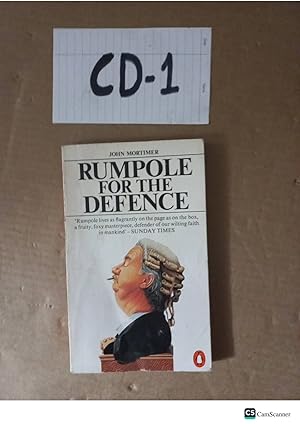 CD-1
JOHN MORTIMER
RUMPOLE
FOR THE
DEFENCE
'Rumpole lives as flagrantly on the page as on the box,
a fruity, foxy masterpiece, defender of our wilting faith
in mankind' – SUNDAY TIMES
CS CamScanner